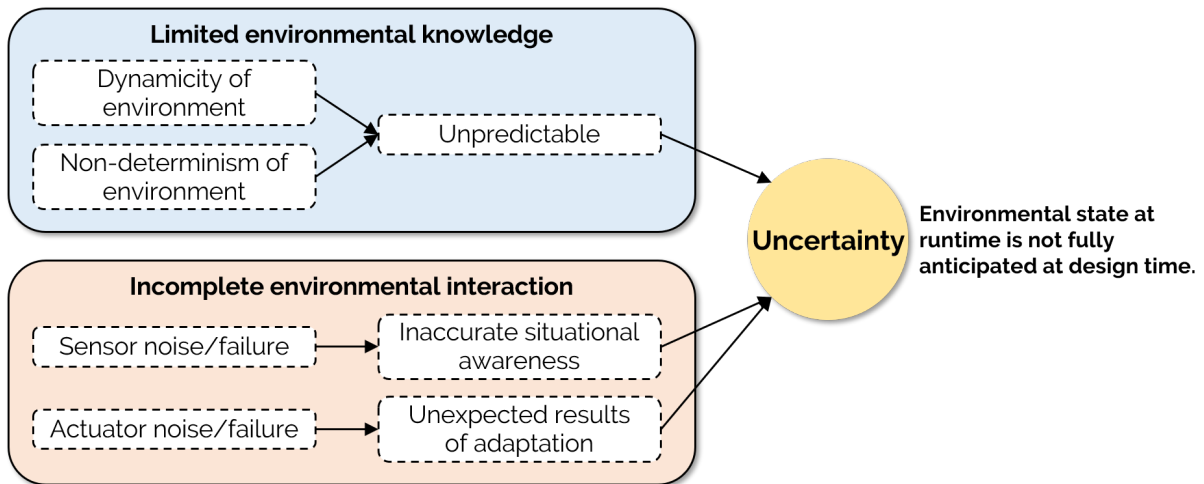 Limited environmental knowledge
Dynamicity of
environment
Non-determinism of
environment
Unpredictable
Incomplete environmental interaction
Sensor noise/failure
Inaccurate situational
awareness
Actuator noise/failure
Unexpected results
of adaptation
Uncertainty
Environmental state at
runtime is not fully
anticipated at design time.